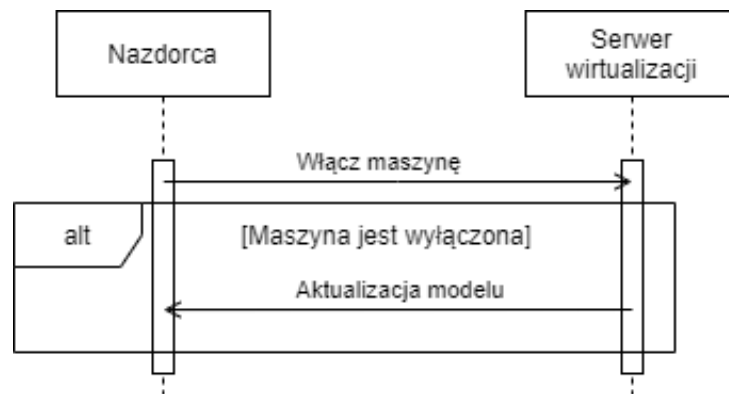 Nazdorca
Serwer
wirtualizacji
Włącz maszynę
alt
[Maszyna jest wyłączona]
Aktualizacja modelu